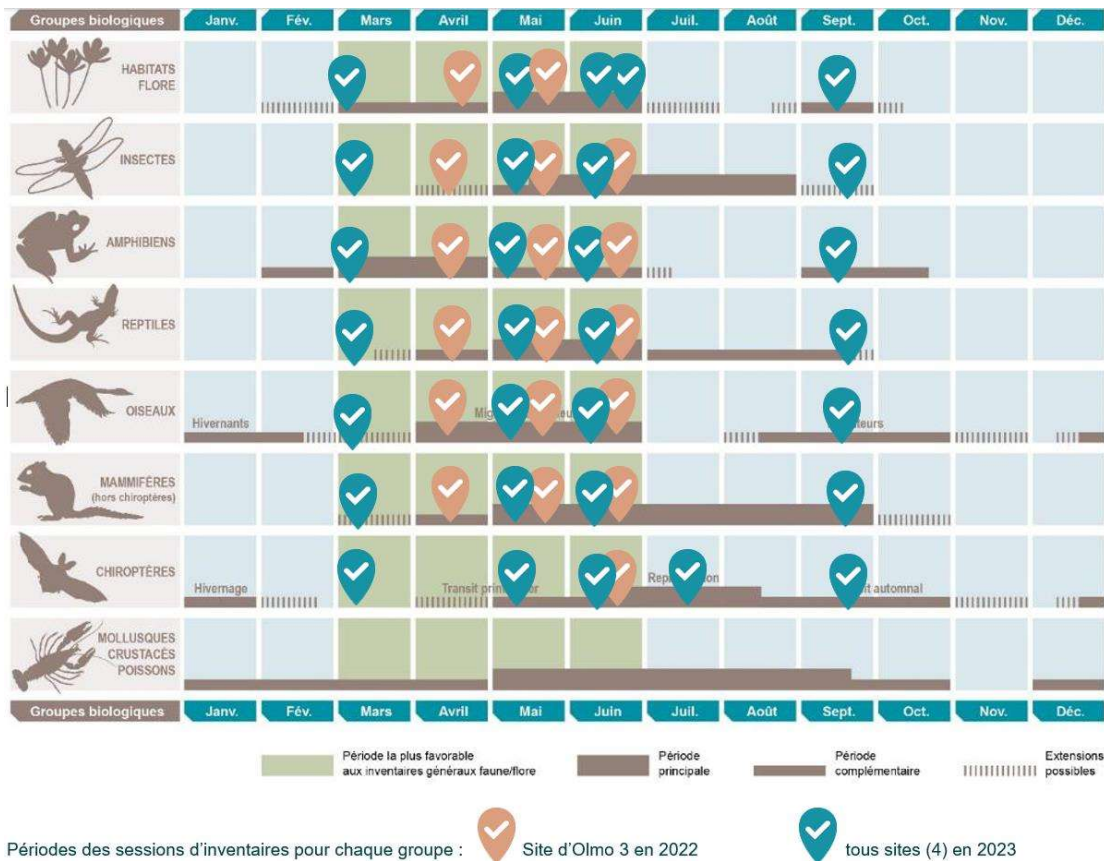 Groupes biologiques Janv. Fév. Mars Avril Mai Juin Juil. Août Sept. Oct. Nov. Déc.
HABITATS
FLORE
INSECTES
AMPHIBIENS
REPTILES
OISEAUX
Hivernants
MAMMIFÈRES
(hors chiroptères)
CHIROPTÈRES
Hivernage Transit automnal
MOLLUSQUES
CRUSTACÉS
POISSONS
Groupes biologiques Janv. Fév. Mars Avril Mai Juin Juil. Août Sept. Oct. Nov. Déc.
Période la plus favorable
aux inventaires généraux faune/flore
Période
principale
Période
complémentaire
Extensions
possibles
Périodes des sessions d'inventaires pour chaque groupe : Site d'Olmo 3 en 2022 tous sites (4) en 2023